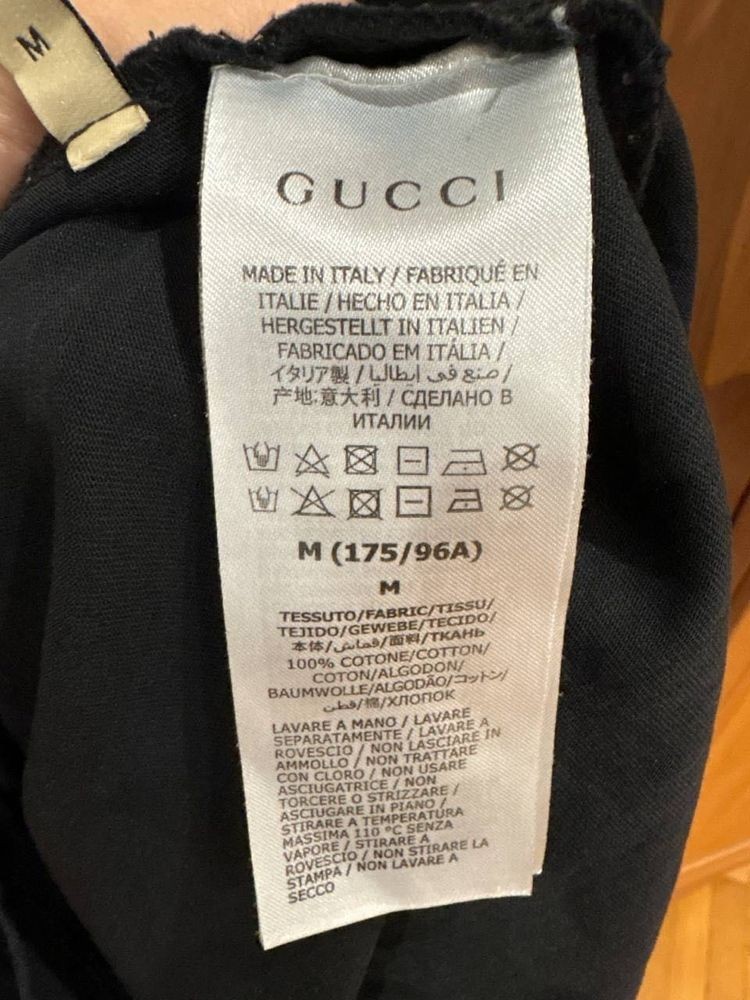 M
GUCCI
MADE IN ITALY / FABRIQUÉ EN
ITALIE / HECHO EN ITALIA /
HERGESTELLT IN ITALIEN /
FABRICADO EM ITÁLIA /
イタリア製 / صنع في إيطاليا /
产地:意大利 / СДЕЛАНО В
ИТАЛИИ
M (175/96A)
M
TESSUTO/FABRIC/TISSU/
TEJIDO/GEWEBE/TECIDO/
本体/قماش/面料/ТКАНЬ
100% COTONE/COTTON/
COTON/ALGODON/
BAUMWOLLE/ALGODÃO/コットン/
قطن/棉/ХЛОПОК
LAVARE A MANO / LAVARE
SEPARATAMENTE / LAVARE A
ROVESCIO / NON LASCIARE IN
AMMOLLO / NON TRATTARE
CON CLORO / NON USARE
ASCIUGATRICE / NON
TORCERE O STRIZZARE /
ASCIUGARE IN PIANO /
STIRARE A TEMPERATURA
MASSIMA 110 °C SENZA
VAPORE / STIRARE A
ROVESCIO / NON STIRARE LA
STAMPA / NON LAVARE A
SECCO